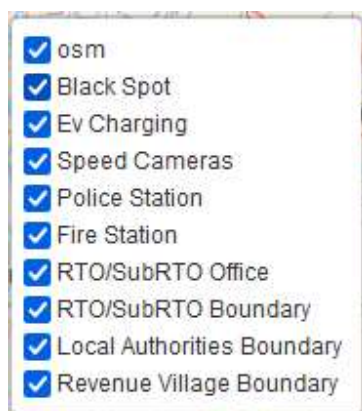 osm
Black Spot
Ev Charging
Speed Cameras
Police Station
Fire Station
RTO/SubRTO Office
RTO/SubRTO Boundary
Local Authorities Boundary
Revenue Village Boundary